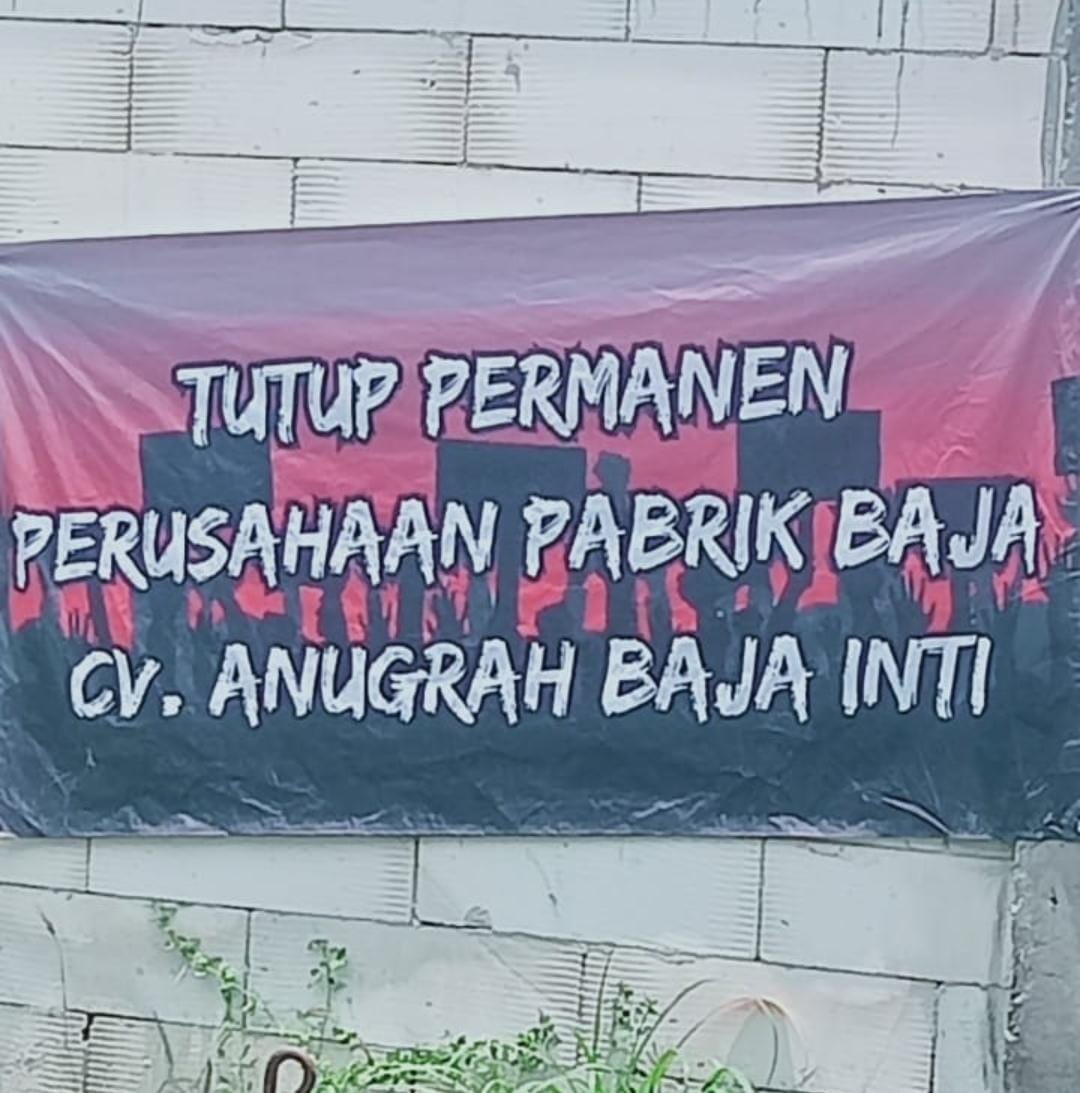 TUTUP PERMANEN
PERUSAHAAN PABRIK BAJA
CV. ANUGRAH BAJA INTI